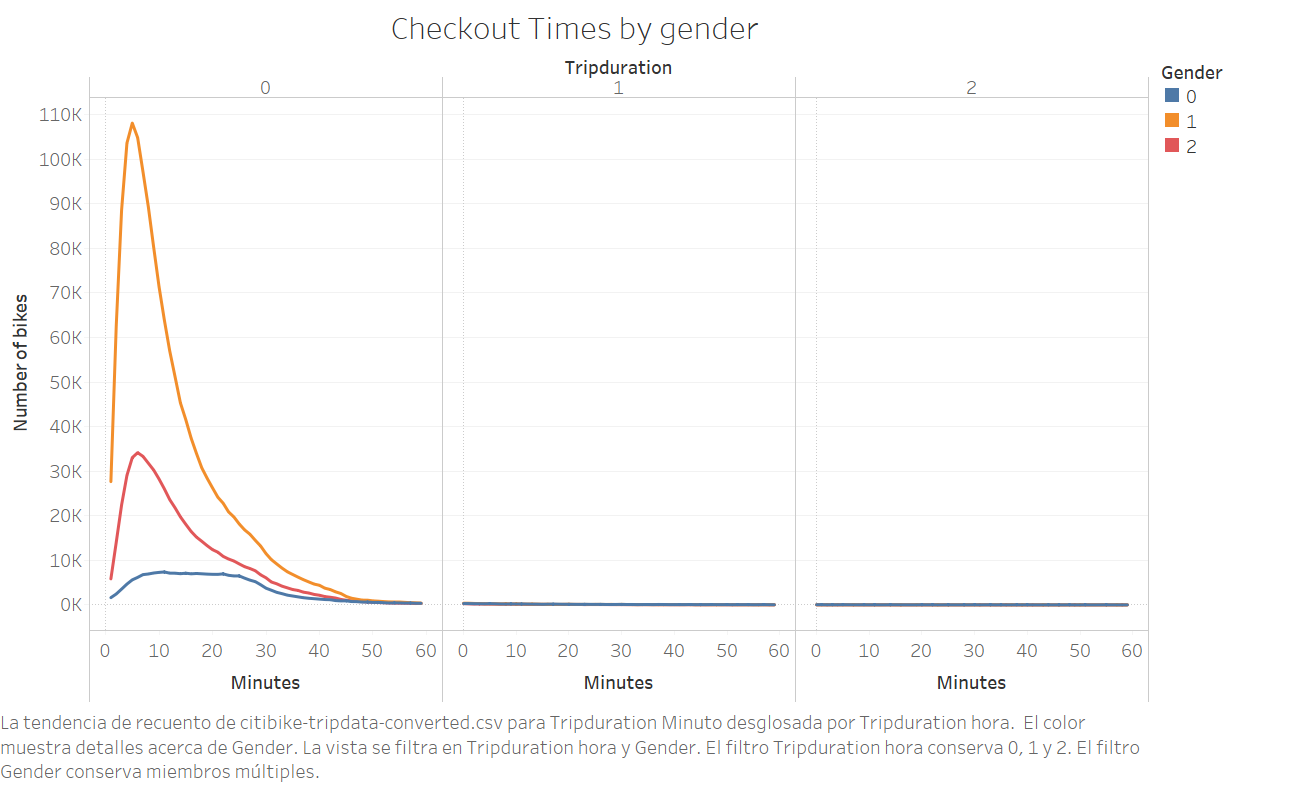 Checkout Times by gender
Tripduration
0 1 2
Gender
0
1
2
Number of bikes
110K
100K
90K
80K
70K
60K
50K
40K
30K
20K
10K
0K
0 10 20 30 40 50 60 0 10 20 30 40 50 60 0 10 20 30 40 50 60
Minutes Minutes Minutes
La tendencia de recuento de citibike-tripdata-converted.csv para Tripduration Minuto desglosada por Tripduration hora. El color
muestra detalles acerca de Gender. La vista se filtra en Tripduration hora y Gender. El filtro Tripduration hora conserva 0, 1 y 2. El filtro
Gender conserva miembros múltiples.